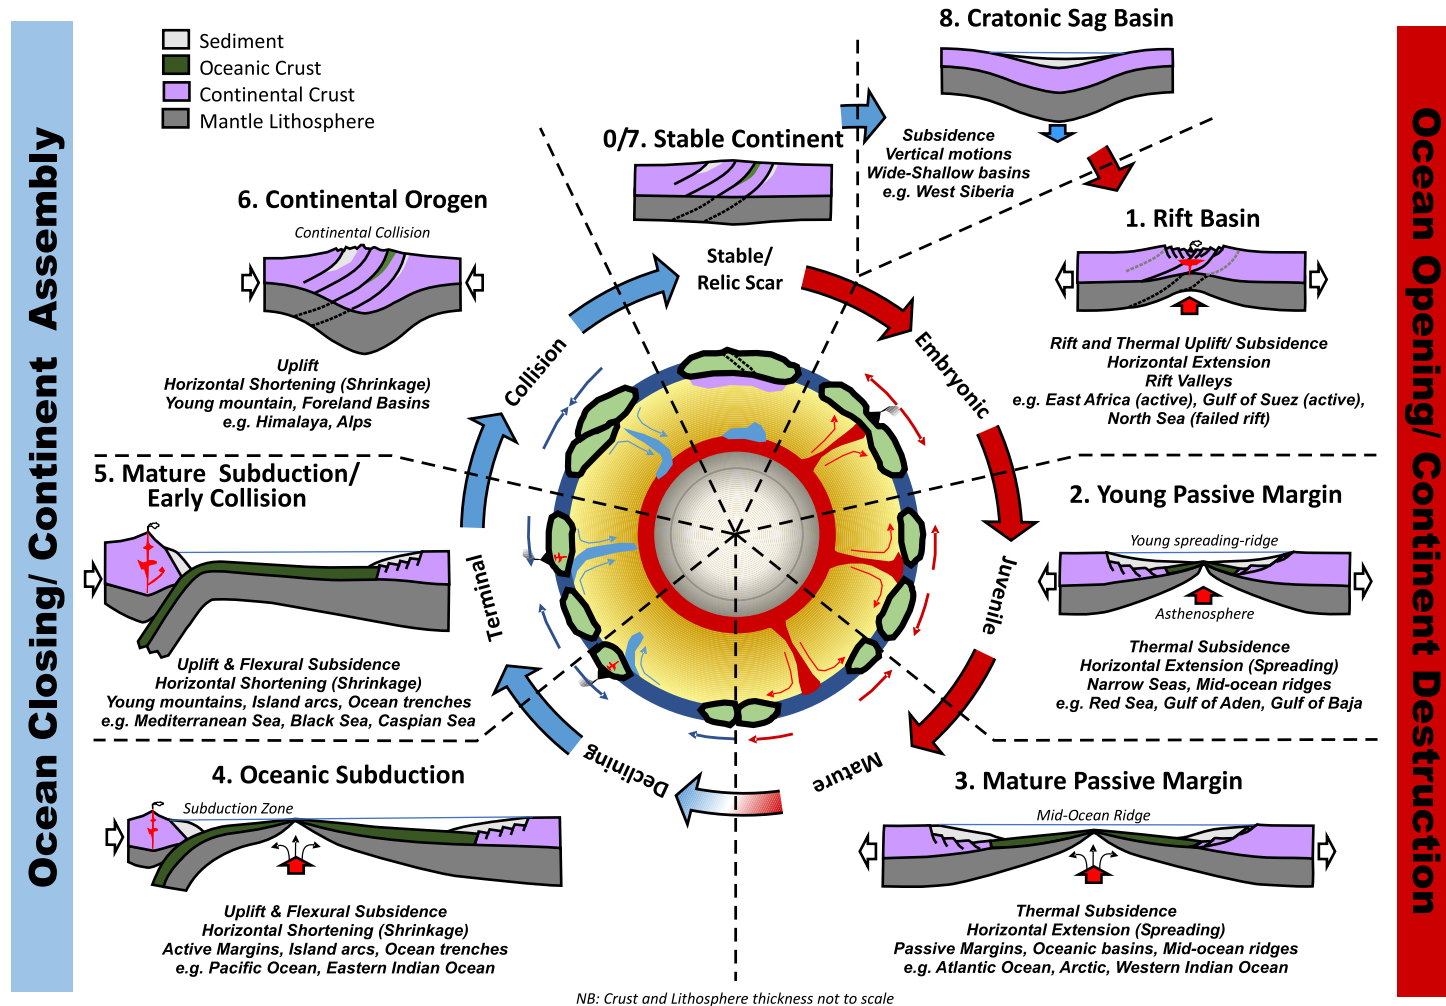 Ocean Closing/ Continent Assembly
Sediment
Oceanic Crust
Continental Crust
Mantle Lithosphere
0/7. Stable Continent
Stable/
Relic Scar
8. Cratonic Sag Basin
Subsidence
Vertical motions
Wide-Shallow basins
e.g. West Siberia
1. Rift Basin
Rift and Thermal Uplift/ Subsidence
Horizontal Extension
Rift Valleys
e.g. East Africa (active), Gulf of Suez (active),
North Sea (failed rift)
Embryonic
2. Young Passive Margin
Young spreading-ridge
Asthenosphere
Thermal Subsidence
Horizontal Extension (Spreading)
Narrow Seas, Mid-ocean ridges
e.g. Red Sea, Gulf of Aden, Gulf of Baja
Juvenile
3. Mature Passive Margin
Mid-Ocean Ridge
Thermal Subsidence
Horizontal Extension (Spreading)
Passive Margins, Oceanic basins, Mid-ocean ridges
e.g. Atlantic Ocean, Arctic, Western Indian Ocean
Mature
4. Oceanic Subduction
Subduction Zone
Uplift & Flexural Subsidence
Horizontal Shortening (Shrinkage)
Active Margins, Island arcs, Ocean trenches
e.g. Pacific Ocean, Eastern Indian Ocean
Declining
5. Mature Subduction/
Early Collision
Uplift & Flexural Subsidence
Horizontal Shortening (Shrinkage)
Young mountains, Island arcs, Ocean trenches
e.g. Mediterranean Sea, Black Sea, Caspian Sea
Terminal
6. Continental Orogen
Continental Collision
Uplift
Horizontal Shortening (Shrinkage)
Young mountain, Foreland Basins
e.g. Himalaya, Alps
Collision
Ocean Opening/ Continent Destruction
NB: Crust and Lithosphere thickness not to scale